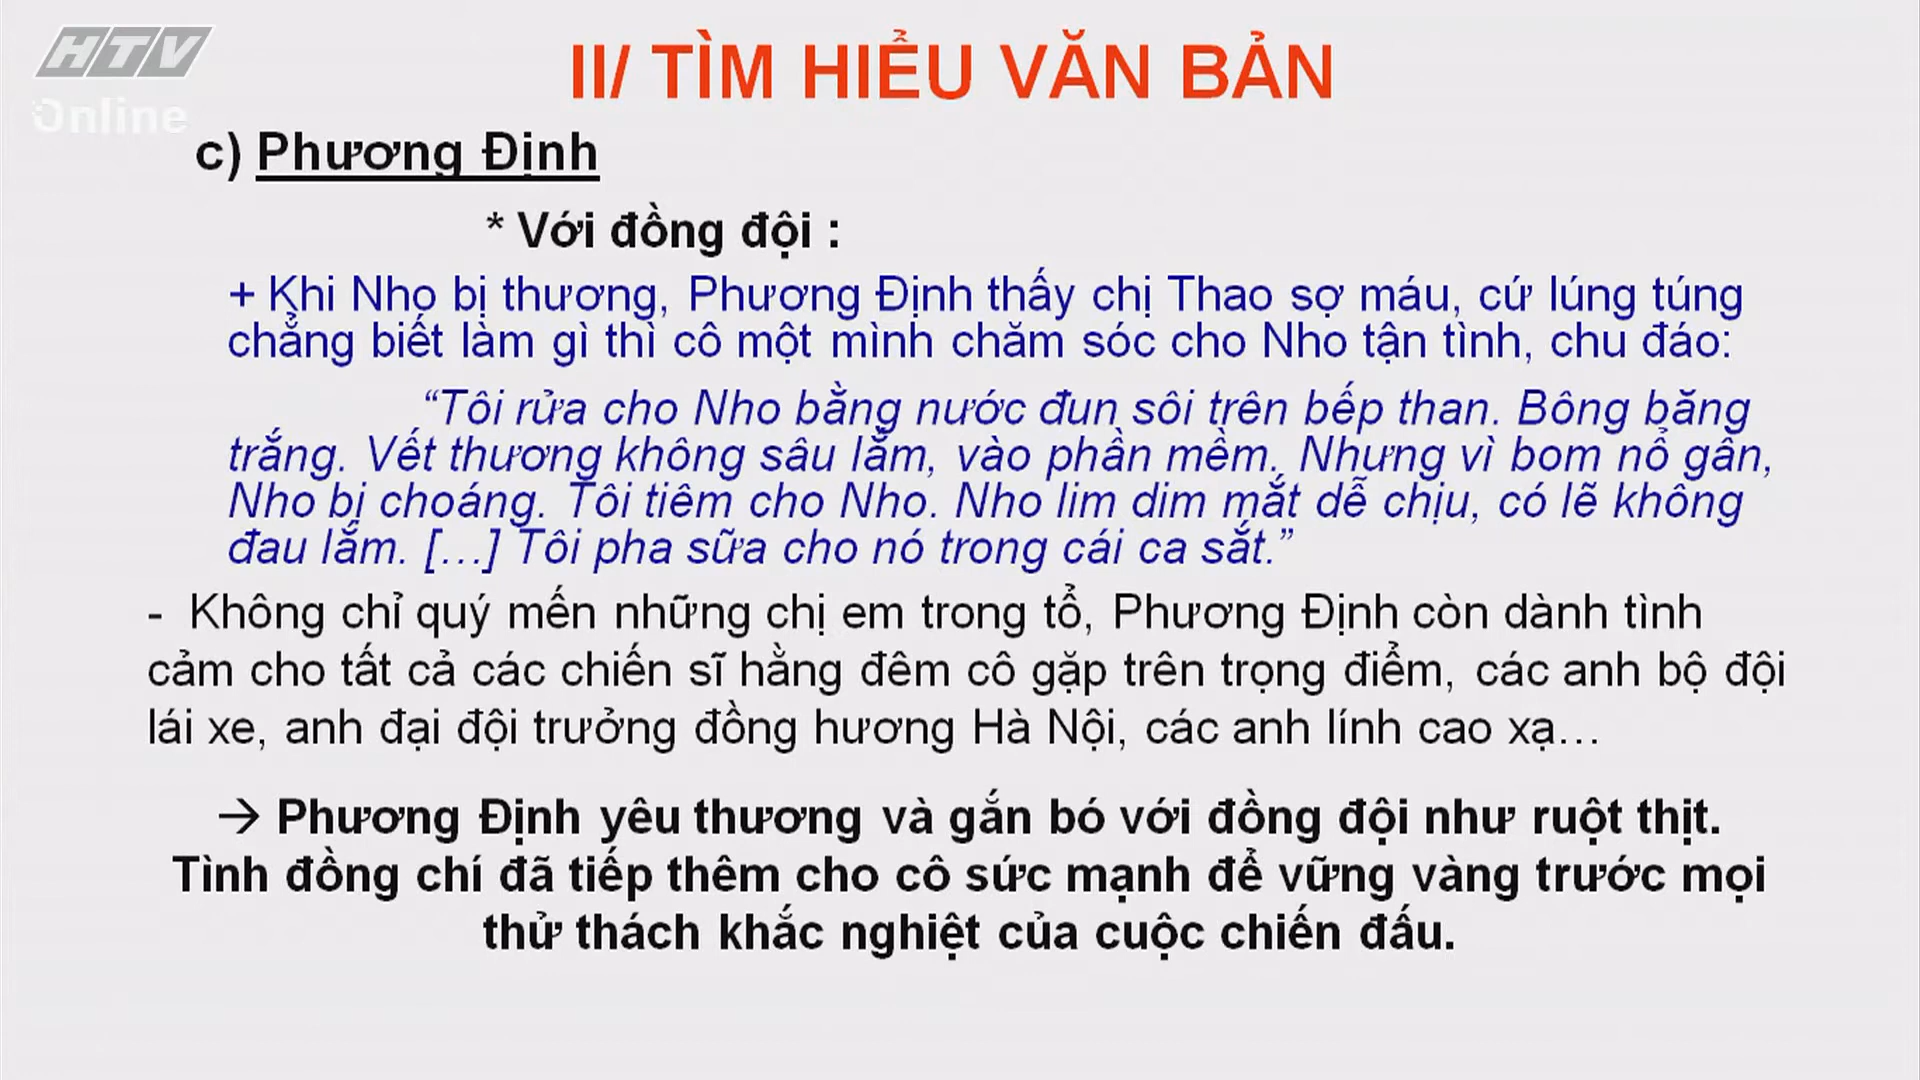 HTV
Online
II/ TÌM HIỂU VĂN BẢN
c) Phương Định
* Với đồng đội :
+ Khi Nho bị thương, Phương Định thấy chị Thao sợ máu, cứ lúng túng
chẳng biết làm gì thì cô một mình chăm sóc cho Nho tận tình, chu đáo:
“Tôi rửa cho Nho bằng nước đun sôi trên bếp than. Bông băng
trắng. Vết thương không sâu lắm, vào phần mềm. Nhưng vì bom nổ gần,
Nho bị choáng. Tôi tiêm cho Nho. Nho lim dim mắt dễ chịu, có lẽ không
đau lắm. […] Tôi pha sữa cho nó trong cái ca sắt.”
- Không chỉ quý mến những chị em trong tổ, Phương Định còn dành tình
cảm cho tất cả các chiến sĩ hằng đêm cô gặp trên trọng điểm, các anh bộ đội
lái xe, anh đại đội trưởng đồng hương Hà Nội, các anh lính cao xạ…
→ Phương Định yêu thương và gắn bó với đồng đội như ruột thịt.
Tình đồng chí đã tiếp thêm cho cô sức mạnh để vững vàng trước mọi
thử thách khắc nghiệt của cuộc chiến đấu.